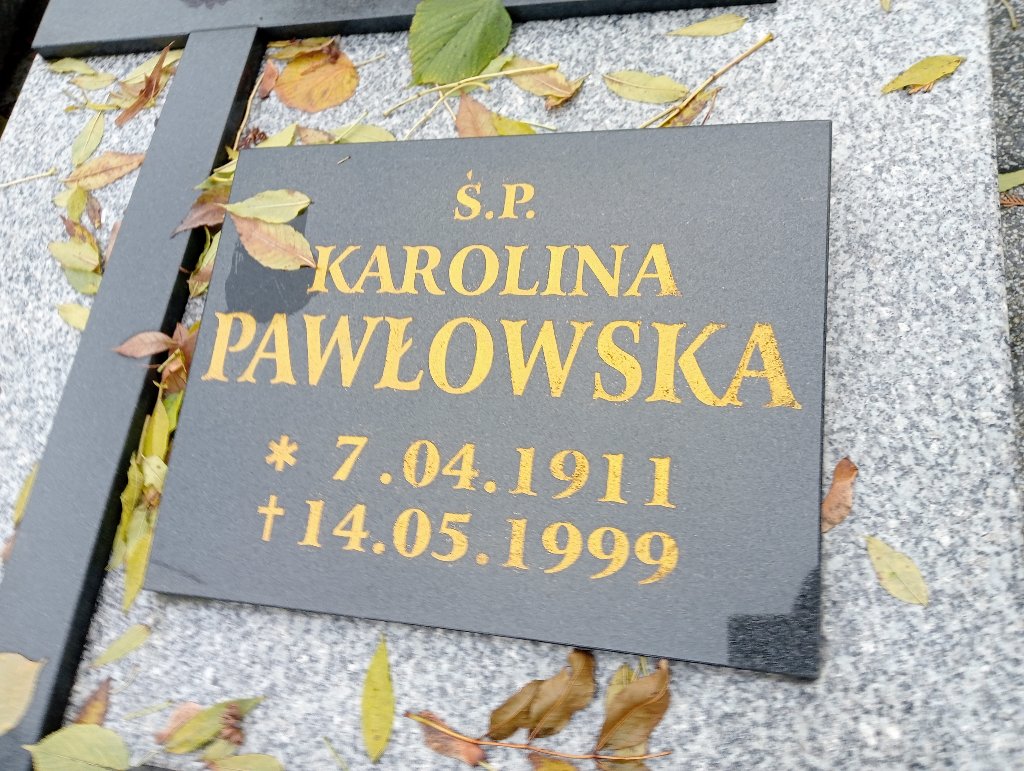 Ś.P.
KAROLINA
PAWŁOWSKA
* 7.04.1911
†14.05.1999